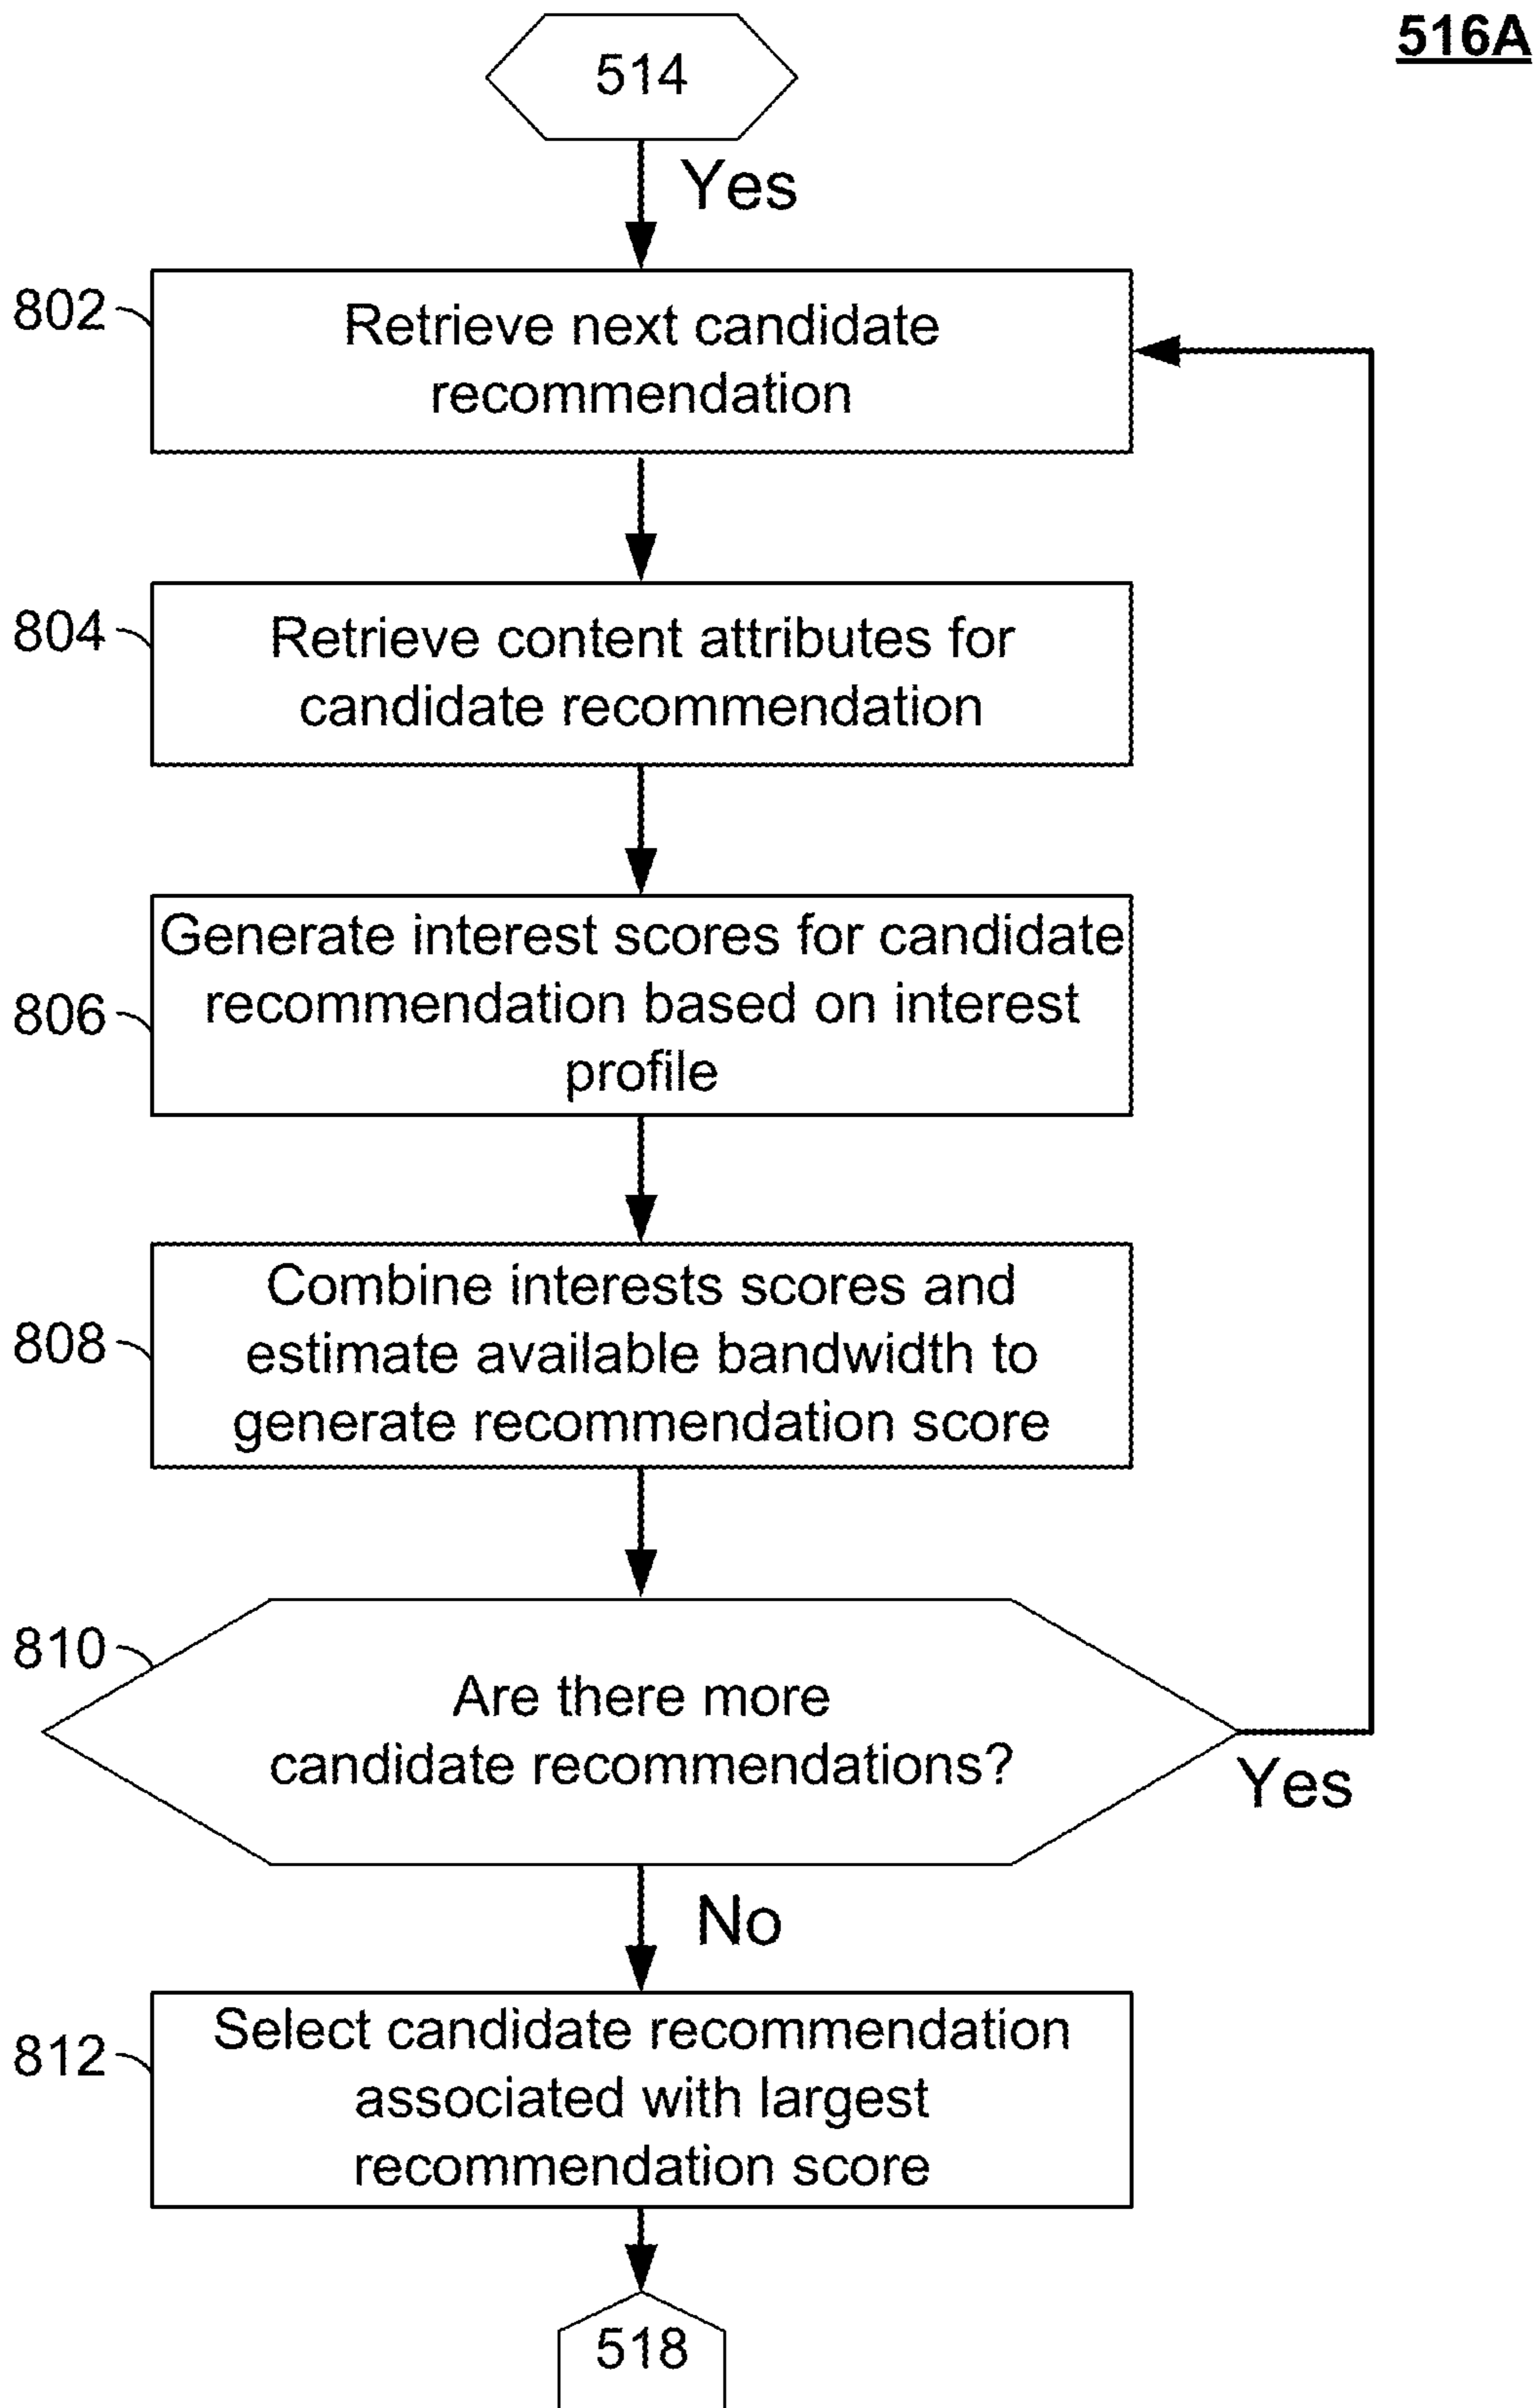 516A
514
Yes
802
Retrieve next candidate
recommendation
804
Retrieve content attributes for
candidate recommendation
806
Generate interest scores for candidate
recommendation based on interest
profile
808
Combine interests scores and
estimate available bandwidth to
generate recommendation score
810
Are there more
candidate recommendations?
Yes
No
812
Select candidate recommendation
associated with largest
recommendation score
518